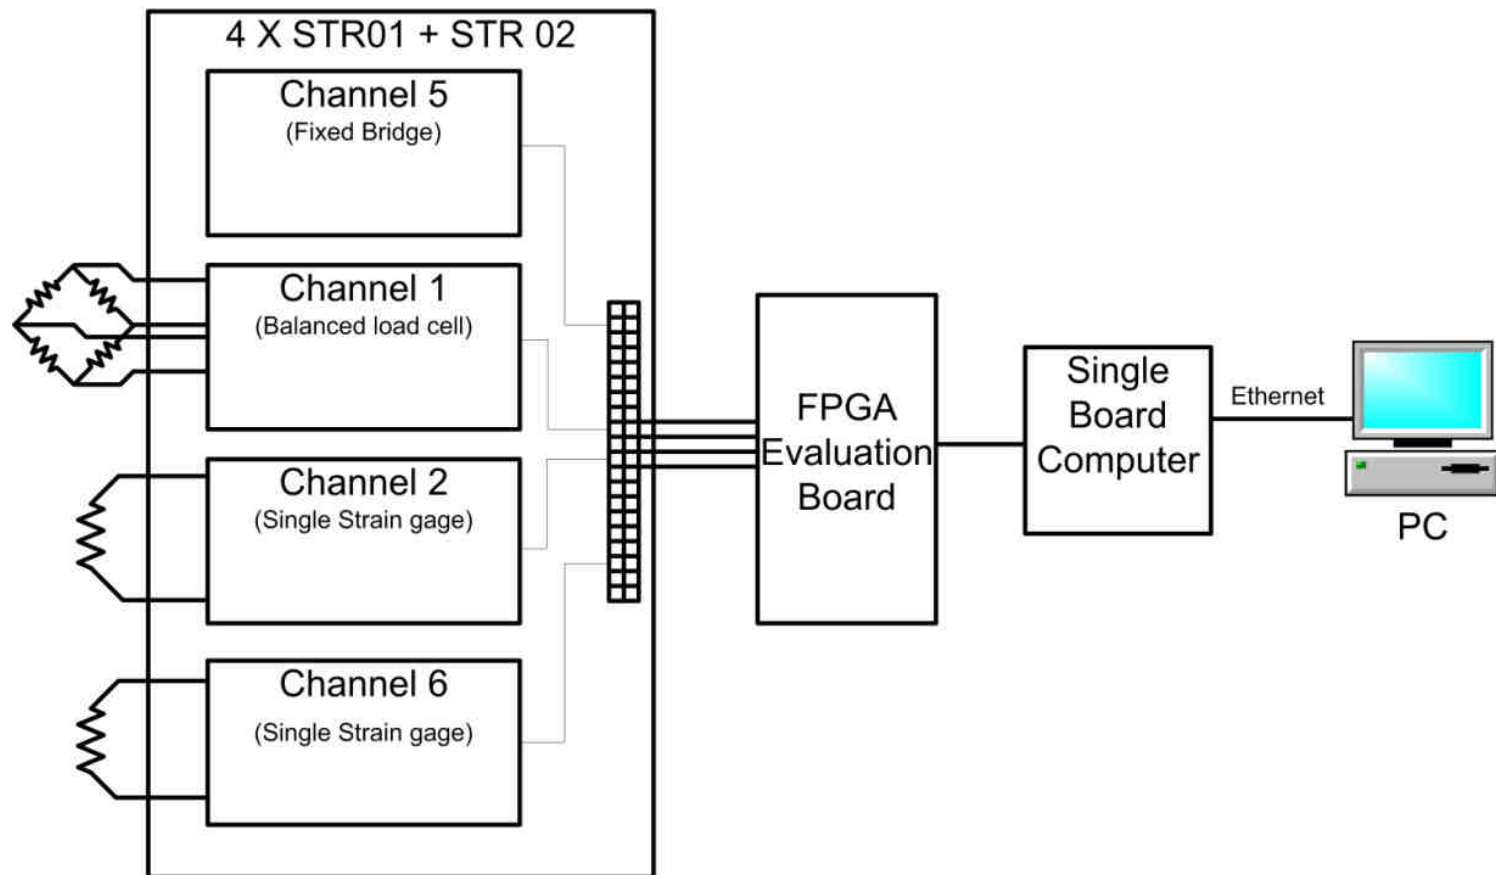 4 X STR01 + STR 02
Channel 5
(Fixed Bridge)
Channel 1
(Balanced load cell)
Channel 2
(Single Strain gage)
Channel 6
(Single Strain gage)
FPGA
Evaluation
Board
Single
Board
Computer
Ethernet
PC